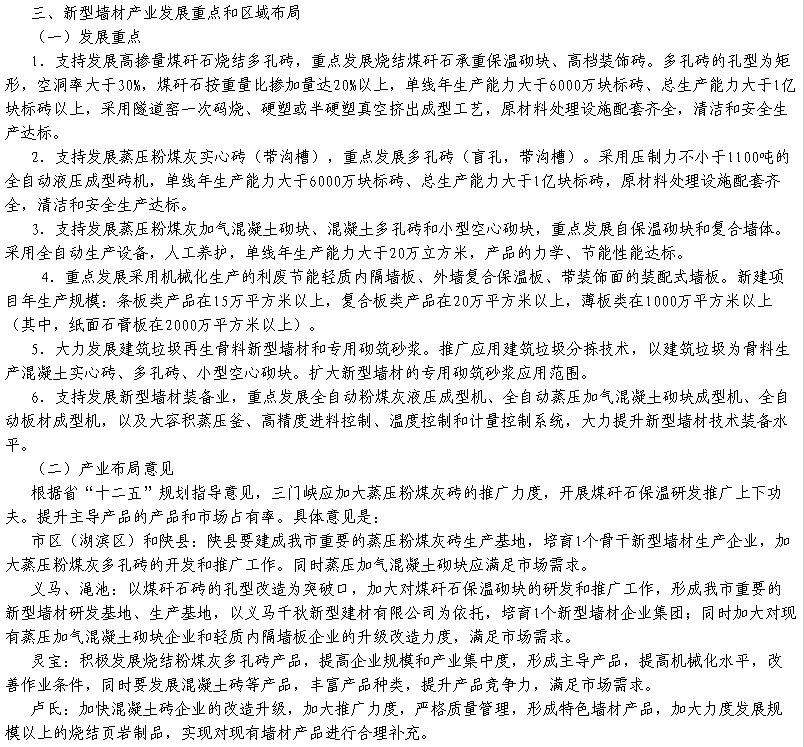 三、新型墙材产业发展重点和区域布局
（一）发展重点
1．支持发展高掺量煤矸石烧结多孔砖，重点发展烧结煤矸石承重保温砌块、高档装饰砖。多孔砖的孔型为矩
形，空洞率大于30%，煤矸石按重量比掺加量达20%以上，单线年生产能力大于6000万块标砖、总生产能力大于1亿
块标砖以上，采用隧道窑一次码烧、硬塑或半硬塑真空挤出成型工艺，原材料处理设施配套齐全，清洁和安全生
产达标。
2．支持发展蒸压粉煤灰实心砖（带沟槽），重点发展多孔砖（盲孔，带沟槽）。采用压制力不小于1100吨的
全自动液压成型砖机，单线年生产能力大于6000万块标砖、总生产能力大于1亿块标砖，原材料处理设施配套齐
全，清洁和安全生产达标。
3．支持发展蒸压粉煤灰加气混凝土砌块、混凝土多孔砖和小型空心砌块，重点发展自保温砌块和复合墙体。
采用全自动生产设备，人工养护，单线年生产能力大于20万立方米，产品的力学、节能性能达标。
4．重点发展采用机械化生产的利废节能轻质内隔墙板、外墙复合保温板、带装饰面的装配式墙板。新建项
目年生产规模：条板类产品在15万平方米以上，复合板类产品在20万平方米以上，薄板类在1000万平方米以上
（其中，纸面石膏板在2000万平方米以上）。
5．大力发展建筑垃圾再生骨料新型墙材和专用砌筑砂浆。推广应用建筑垃圾分拣技术，以建筑垃圾为骨料生
产混凝土实心砖、多孔砖、小型空心砌块。扩大新型墙材的专用砌筑砂浆应用范围。
6．支持发展新型墙材装备业，重点发展全自动粉煤灰液压成型机、全自动蒸压加气混凝土砌块成型机、全自
动板材成型机，以及大容积蒸压釜、高精度进料控制、温度控制和计量控制系统，大力提升新型墙材技术装备水
平。
（二）产业布局意见
根据省“十二五”规划指导意见，三门峡应加大蒸压粉煤灰砖的推广力度，开展煤矸石保温研发推广上下功
夫。提升主导产品的产品和市场占有率。具体意见是：
市区（湖滨区）和陕县：陕县要建成我市重要的蒸压粉煤灰砖生产基地，培育1个骨干新型墙材生产企业，加
大蒸压粉煤灰多孔砖的开发和推广工作。同时蒸压加气混凝土砌块应满足市场需求。
义马、渑池：以煤矸石砖的孔型改造为突破口，加大对煤矸石保温砌块的研发和推广工作，形成我市重要的
新型墙材研发基地、生产基地，以义马千秋新型建材有限公司为依托，培育1个新型墙材企业集团；同时加大对现
有蒸压加气混凝土砌块企业和轻质内隔墙板企业的升级改造力度，满足市场需求。
灵宝：积极发展烧结粉煤灰多孔砖产品，提高企业规模和产业集中度，形成主导产品，提高机械化水平，改
善作业条件，同时要发展混凝土砖等产品，丰富产品种类，提升产品竞争力，满足市场需求。
卢氏：加快混凝土砖企业的改造升级，加大推广力度，严格质量管理，形成特色墙材产品，加大力度发展规
模以上的烧结页岩制品，实现对现有墙材产品进行合理补充。